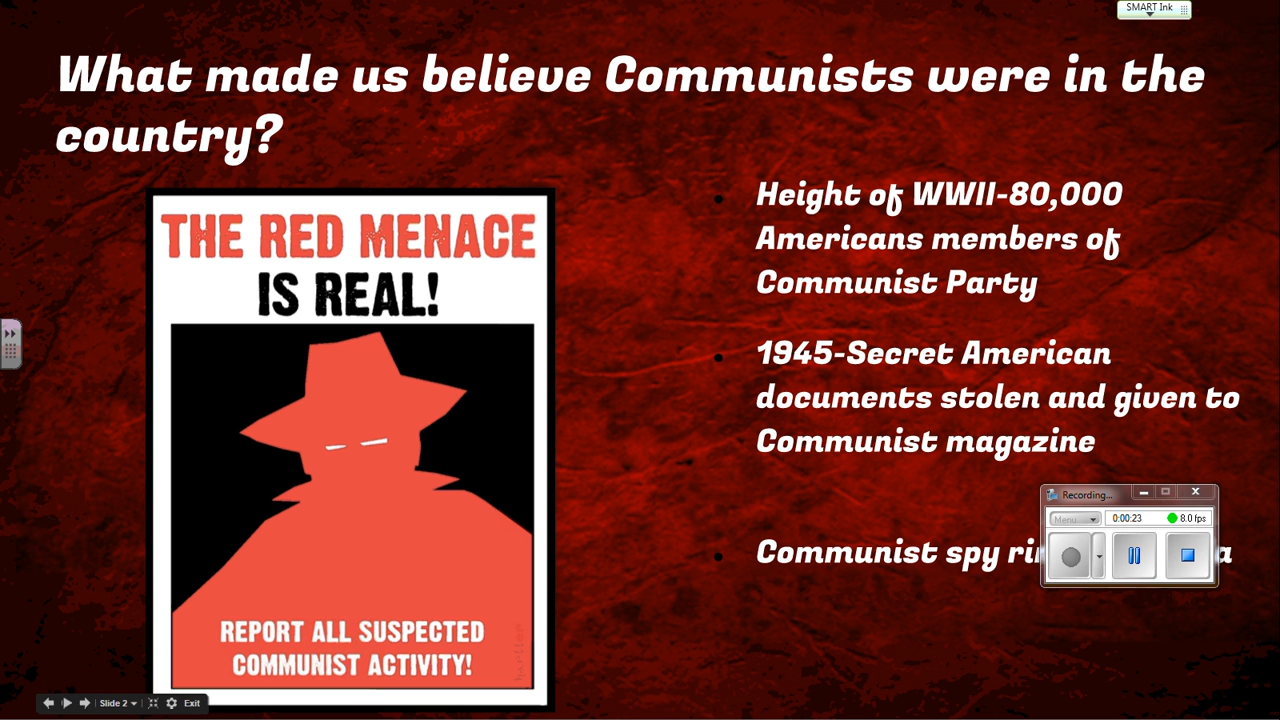 SMART Ink
What made us believe Communists were in the
country?
THE RED MENACE
IS REAL!
REPORT ALL SUSPECTED
COMMUNIST ACTIVITY!
Height of WWII-80,000
Americans members of
Communist Party
1945-Secret American
documents stolen and given to
Communist magazine
Communist spy
Recording...
Menu
0:00:23
8.0 fps
Slide 2
Exit